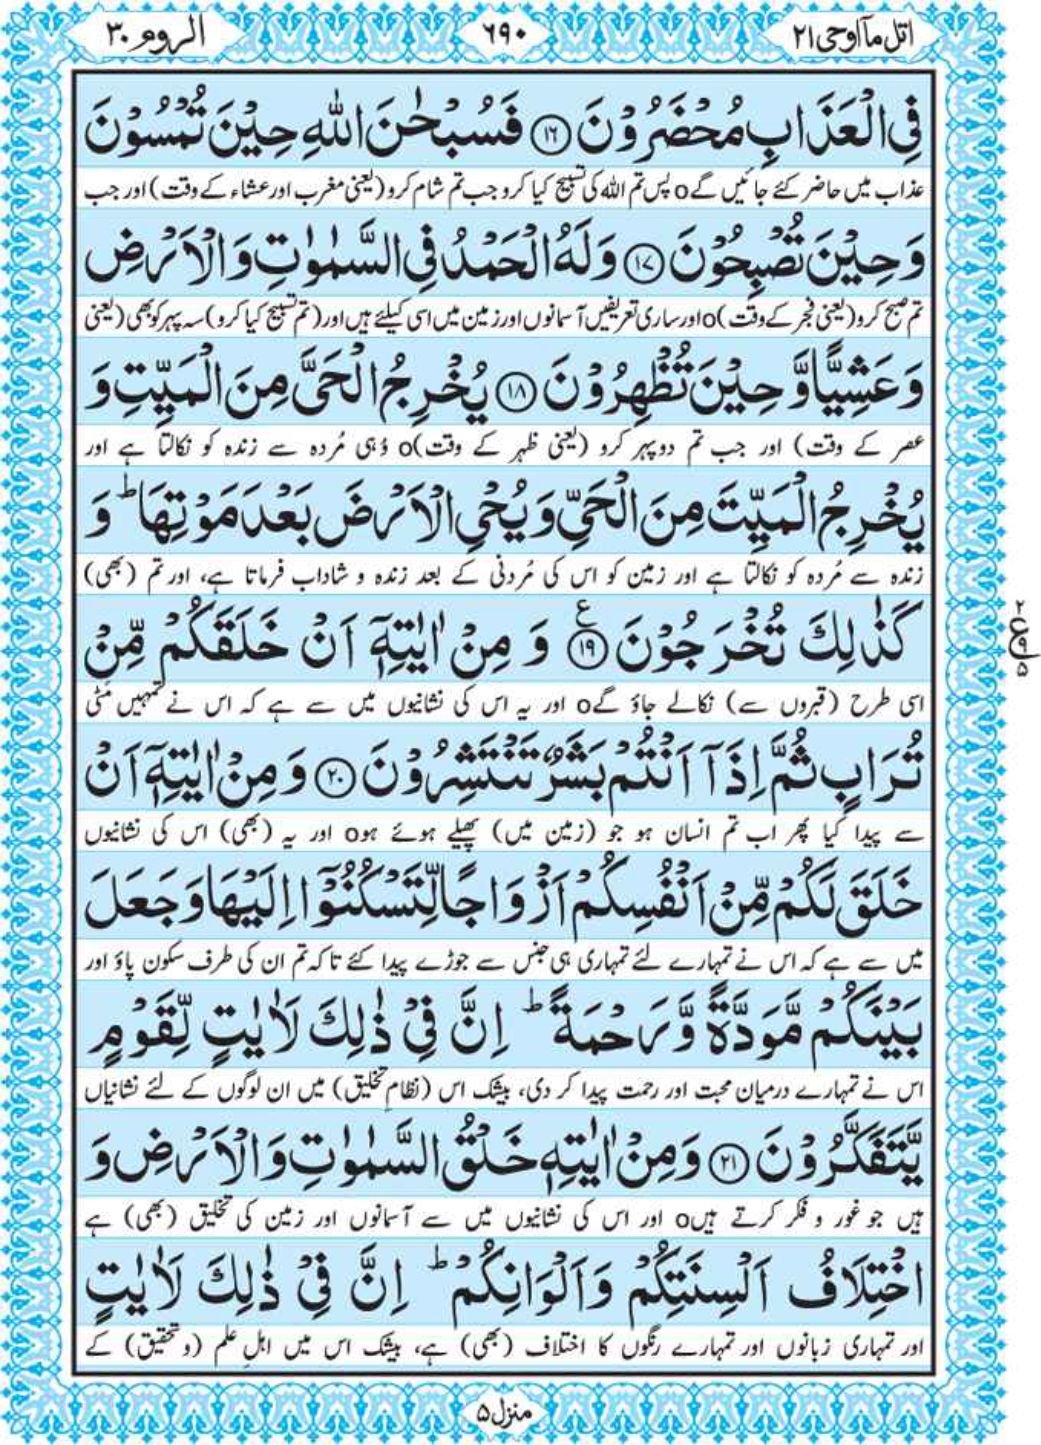 اتل مآ اوحی ۲۱
٦٩٠
الروم ۳۰
فِی الْعَذَابِ مُحْضَرُوْنَ ۝۱۶ فَسُبْحٰنَ اللّٰهِ حِیْنَ تُمْسُوْنَ
عذاب میں حاضر کئے جائیں گےo پس تم اللہ کی تسبیح کیا کرو جب تم شام کرو (یعنی مغرب اور عشاء کے وقت) اور جب
وَ حِیْنَ تُصْبِحُوْنَ ۝۱۷ وَ لَهُ الْحَمْدُ فِی السَّمٰوٰتِ وَ الْاَرْضِ
تم صبح کرو (یعنی فجر کے وقت)o اور ساری تعریفیں آسمانوں اور زمین میں اسی کیلئے ہیں اور (تم تسبیح کیا کرو) سہ پہر کو بھی (یعنی
وَ عَشِیًّا وَّ حِیْنَ تُظْهِرُوْنَ ۝۱۸ یُخْرِجُ الْحَیَّ مِنَ الْمَیِّتِ وَ
عصر کے وقت) اور جب تم دوپہر کرو (یعنی ظہر کے وقت)o وُہی مُردہ سے زندہ کو نکالتا ہے اور
یُخْرِجُ الْمَیِّتَ مِنَ الْحَیِّ وَ یُحْیِ الْاَرْضَ بَعْدَ مَوْتِهَا ؕ وَ
زندہ سے مُردہ کو نکالتا ہے اور زمین کو اس کی مُردنی کے بعد زندہ و شاداب فرماتا ہے، اور تم (بھی)
كَذٰلِكَ تُخْرَجُوْنَ ۝۱۹ۧ وَ مِنْ اٰیٰتِهٖۤ اَنْ خَلَقَكُمْ مِّنْ
اسی طرح (قبروں سے) نکالے جاؤ گےo اور یہ اس کی نشانیوں میں سے ہے کہ اس نے تمہیں مٹی
تُرَابٍ ثُمَّ اِذَاۤ اَنْتُمْ بَشَرٌ تَنْتَشِرُوْنَ ۝۲۰ وَ مِنْ اٰیٰتِهٖۤ اَنْ
سے پیدا کیا پھر اب تم انسان ہو جو (زمین میں) پھیلے ہوئے ہوo اور یہ (بھی) اس کی نشانیوں
خَلَقَ لَكُمْ مِّنْ اَنْفُسِكُمْ اَزْوَاجًا لِّتَسْكُنُوْۤا اِلَیْهَا وَ جَعَلَ
میں سے ہے کہ اس نے تمہارے لئے تمہاری ہی جنس سے جوڑے پیدا کئے تاکہ تم ان کی طرف سکون پاؤ اور
بَیْنَكُمْ مَّوَدَّةً وَّ رَحْمَةً ؕ اِنَّ فِیْ ذٰلِكَ لَاٰیٰتٍ لِّقَوْمٍ
اس نے تمہارے درمیان محبت اور رحمت پیدا کر دی، بیشک اس (نظامِ تخلیق) میں ان لوگوں کے لئے نشانیاں
یَّتَفَكَّرُوْنَ ۝۲۱ وَ مِنْ اٰیٰتِهٖ خَلْقُ السَّمٰوٰتِ وَ الْاَرْضِ وَ
ہیں جو غور و فکر کرتے ہیںo اور اس کی نشانیوں میں سے آسمانوں اور زمین کی تخلیق (بھی) ہے
اخْتِلَافُ اَلْسِنَتِكُمْ وَ اَلْوَانِكُمْ ؕ اِنَّ فِیْ ذٰلِكَ لَاٰیٰتٍ
اور تمہاری زبانوں اور تمہارے رنگوں کا اختلاف (بھی) ہے، بیشک اس میں اہلِ علم (و تحقیق) کے
منزل ۵